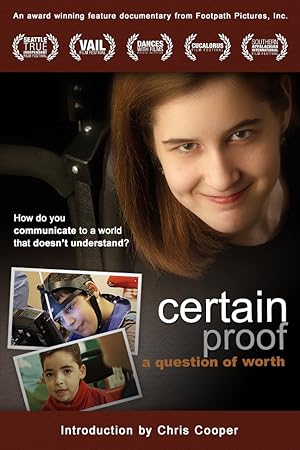 An award winning feature documentary from Footpath Pictures, Inc.
SEATTLE
TRUE
INDEPENDENT
FILM FESTIVAL
VAIL
FILM FESTIVAL
DANCES
WITH FILMS
CUCALORUS
FILM FESTIVAL
SOUTHERN
APPALACHIAN
INTERNATIONAL
FILM FESTIVAL
How do you
communicate to a world
that doesn't understand?
certain
proof
a question of worth
Introduction by Chris Cooper